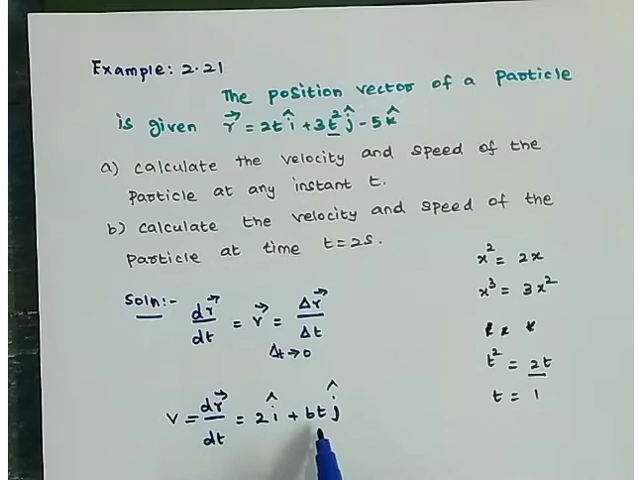 Example: 2.21
The position vector of a particle
is given r⃗ = 2t î + 3t² ĵ - 5 k̂
a) calculate the velocity and speed of the
particle at any instant t.
b) calculate the velocity and speed of the
particle at time t=2s.
Soln:- dr⃗/dt = v⃗ = Δr⃗/Δt
Δt→0
v = dr⃗/dt = 2 î + 6t ĵ
x² = 2x
x³ = 3x²
t² = 2t
t = 1